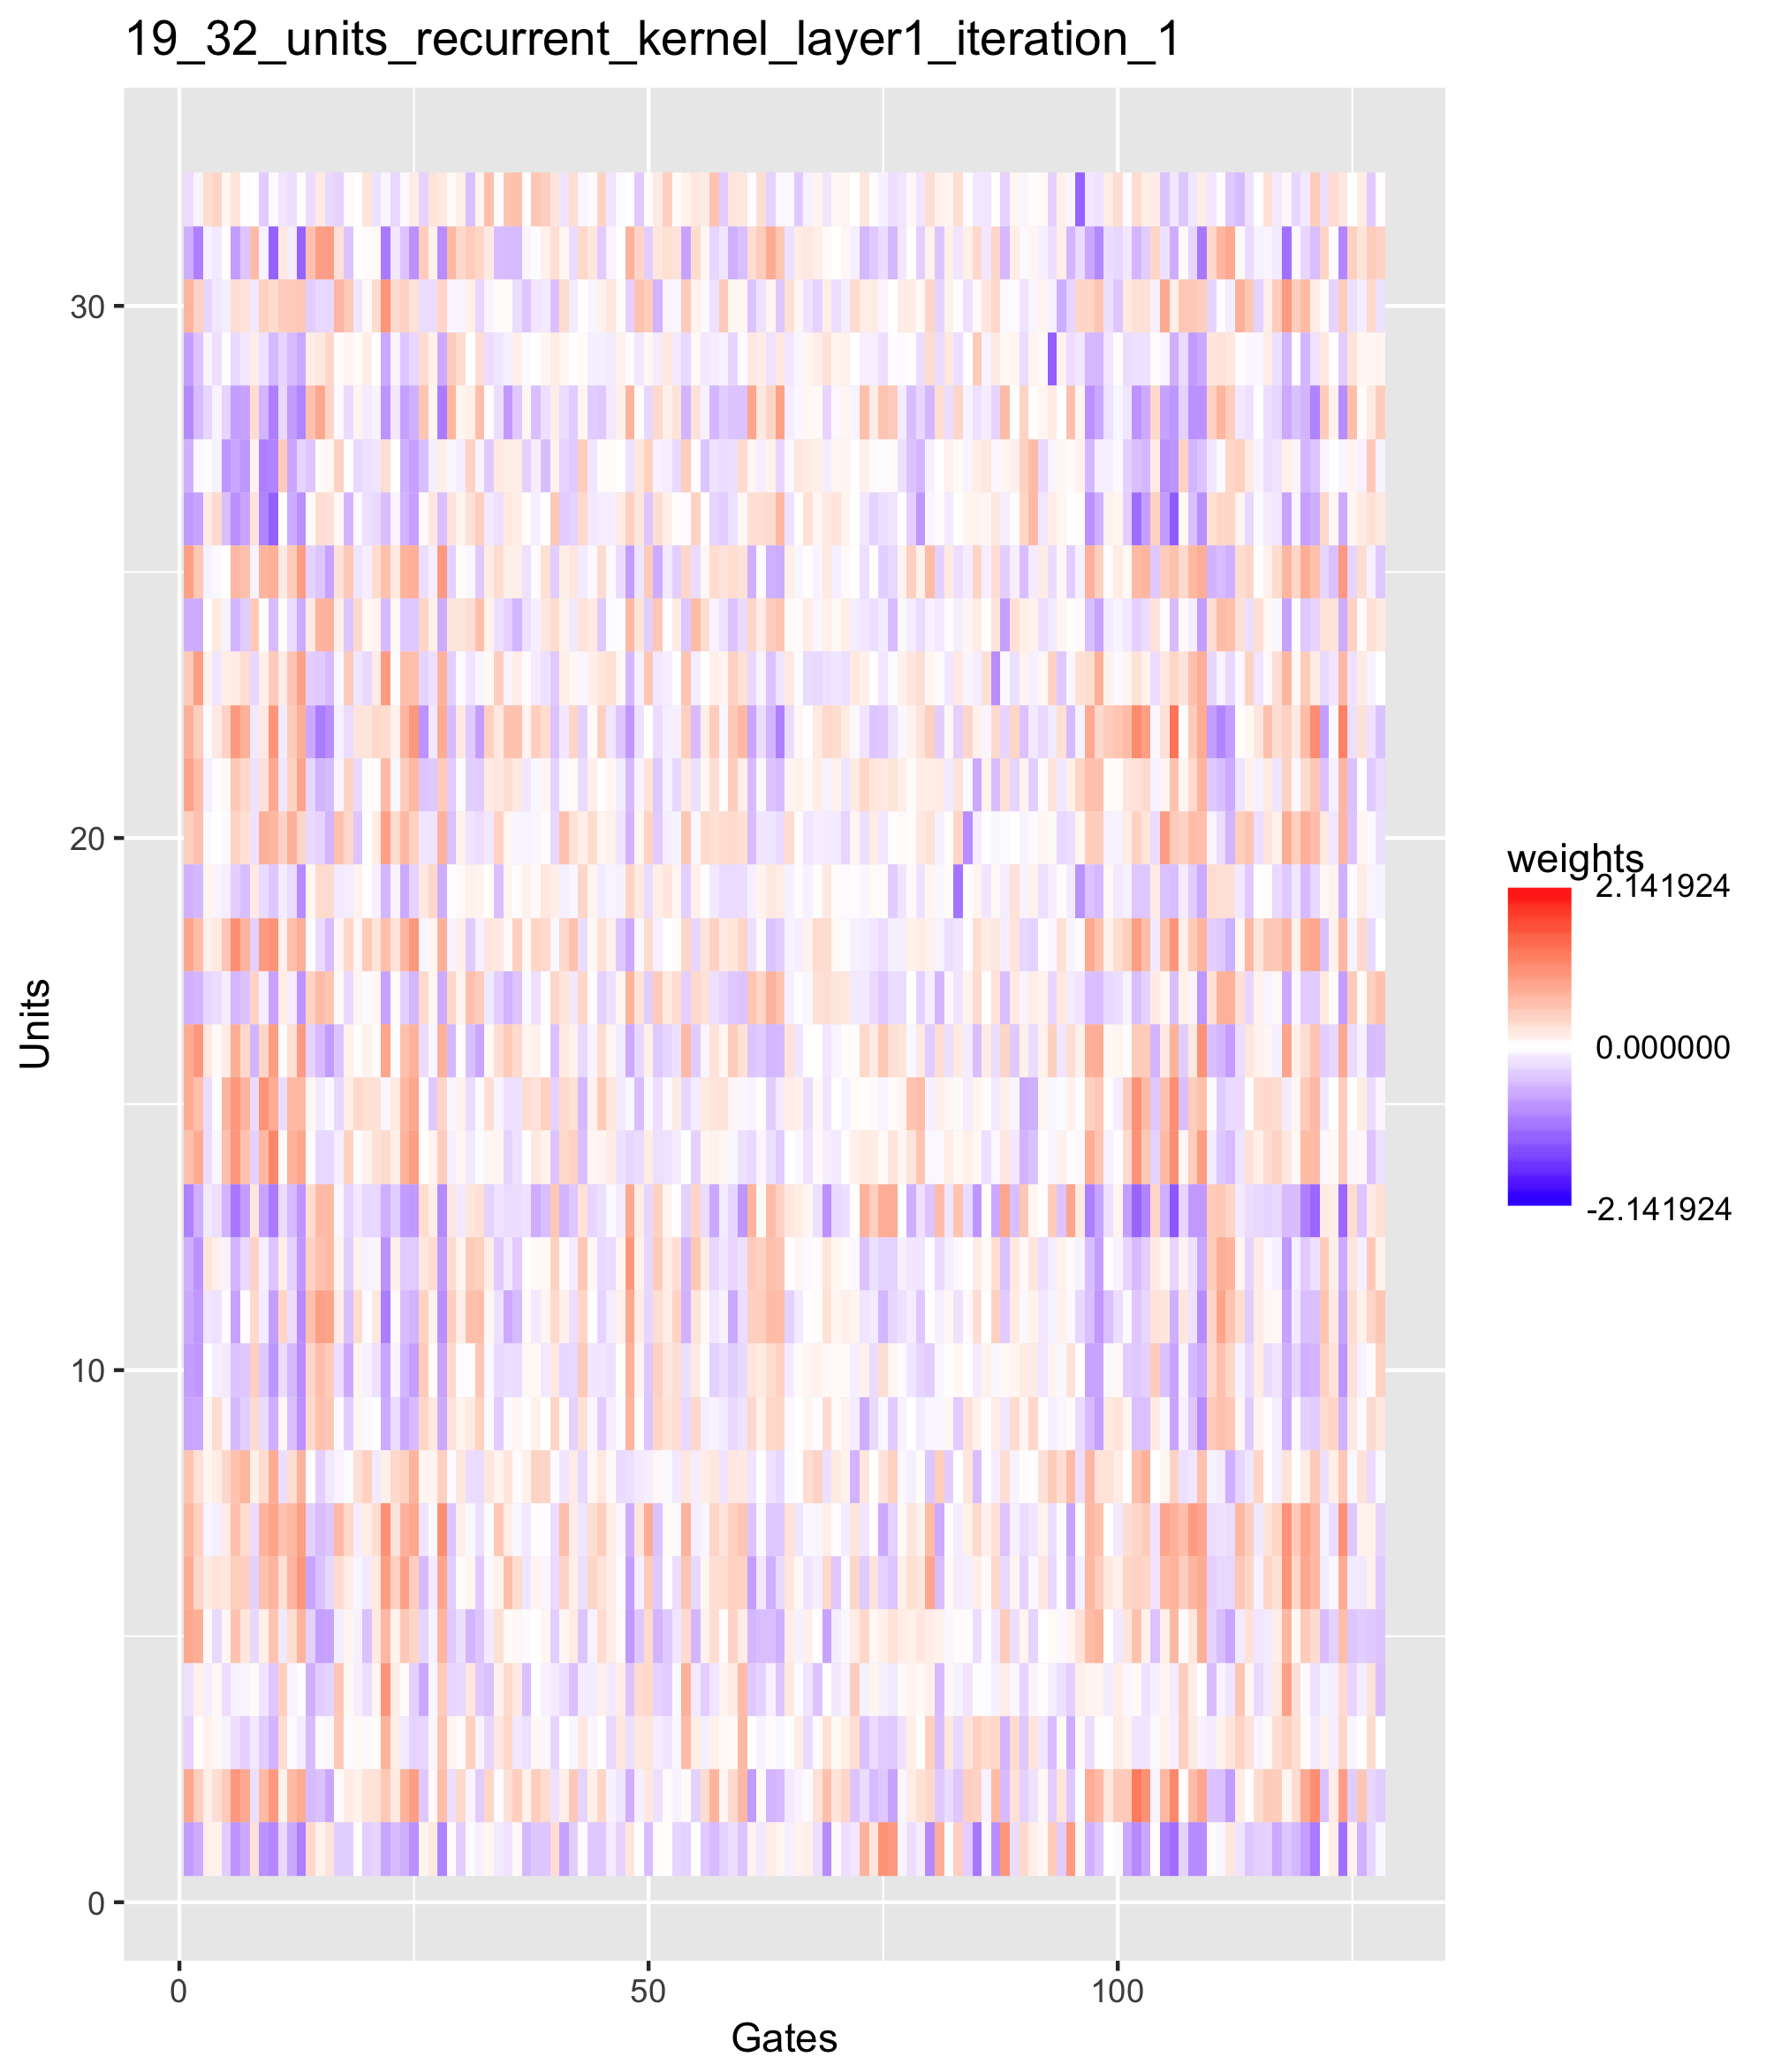 19_32_units_recurrent_kernel_layer1_iteration_1
30
20
10
0
Units
0
50
100
Gates
weights
2.141924
0.000000
-2.141924